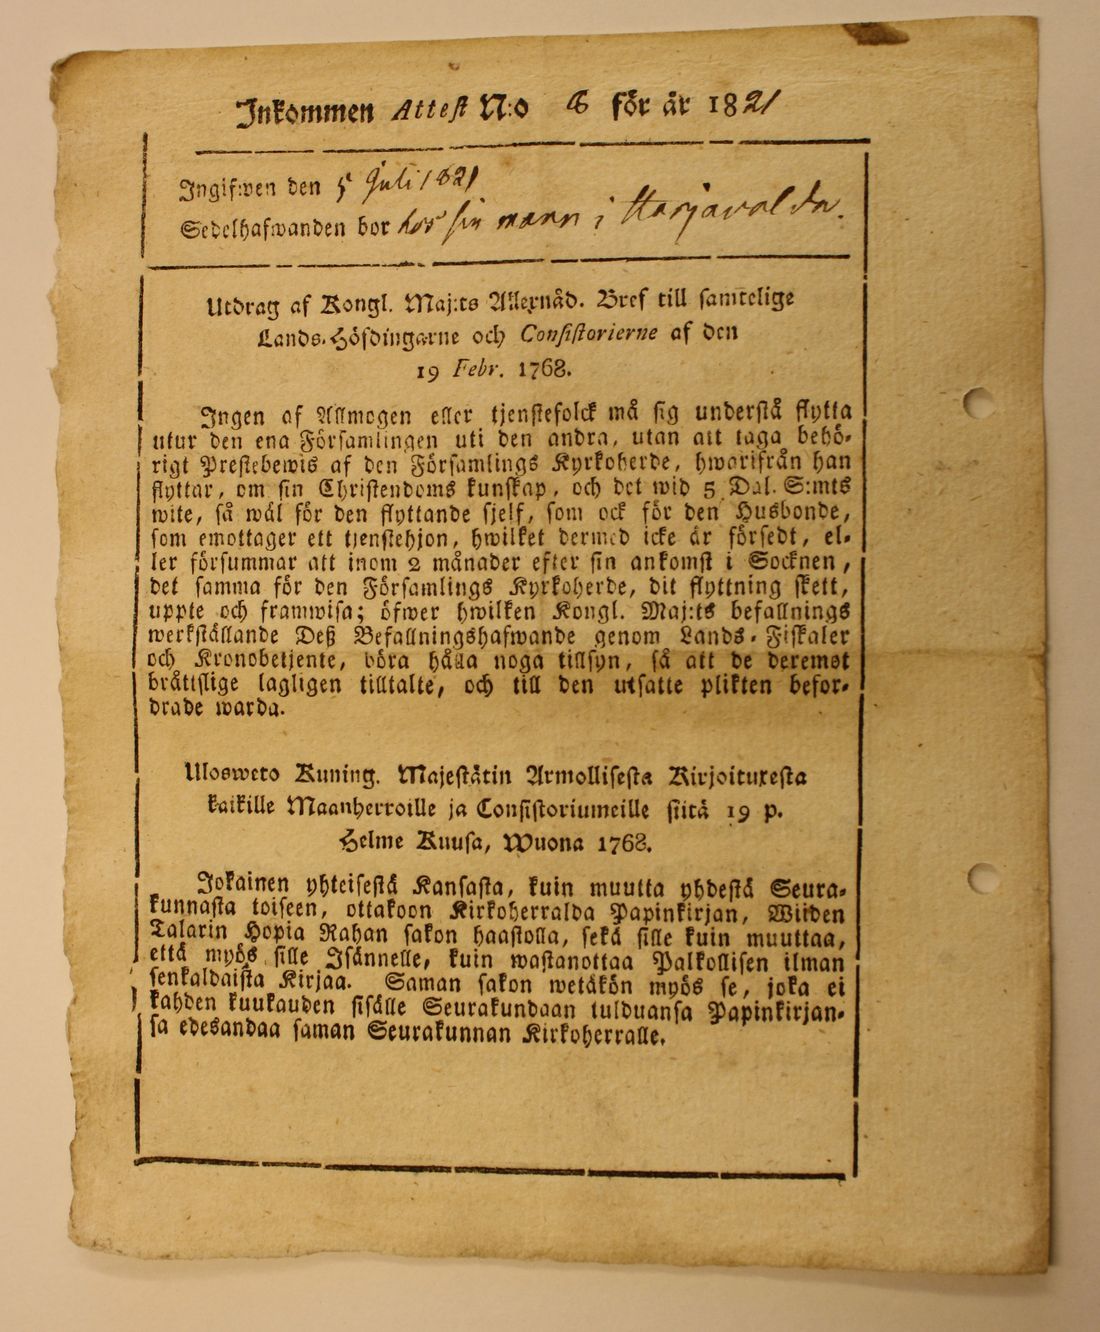 Inkommen Attest N:o 6 för år 1821
Ingifwen den 5 Juli 1821
Sedelhafwanden bor hos sin mann i Harjavalda.
Utdrag af Kongl. Maj:ts Allernåd. Bref till samtelige
Lands-Höfdingarne och Consistorierne af den
19 Febr. 1768.
Ingen af Allmogen eller tjenstefolck må sig understå flytta
utur den ena Församlingen uti den andra, utan att taga behö-
rigt Prestebewis af den Församlings Kyrkoherde, hwarifrån han
flyttar, om sin Christendoms kunskap, och det wid 5 Dal. S:mts
wite, så wäl för den flyttande sjelf, som ock för den Husbonde,
som emottager ett tjenstehjon, hwilket dermed icke är försedt, el-
ler försummar att inom 2 månader efter sin ankomst i Socknen,
det samma för den Församlings Kyrkoherde, dit flyttning skett,
uppte och framwisa; öfwer hwilken Kongl. Maj:ts befallnings
werkställande Deß Befallningshafwande genom Lands-Fiskaler
och Kronobetjente, böra hålla noga tillsyn, så att de deremot
bråttslige lagligen tilltalte, och till den utsatte plikten befor-
drade warda.
Ulosweto Kuning. Majestätin Armollisesta Kirjoituxesta
kaikille Maanherroille ja Consistoriumeille siitä 19 p.
Helme Kuusa, Wuona 1768.
Jokainen yhteisestä Kansasta, kuin muutta yhdestä Seura-
kunnasta toiseen, ottakoon Kirkoherralda Papinkirjan, Wiiden
Talarin Hopia Rahan sakon haastolla, sekä sille kuin muuttaa,
että myös sille Isännelle, kuin wastanottaa Palkollisen ilman
senkaldaista Kirjaa. Saman sakon wetäkön myös se, joka ei
kahden kuukauden sisälle Seurakundaan tulduansa Papinkirjan-
sa edesandaa saman Seurakunnan Kirkoherralle.